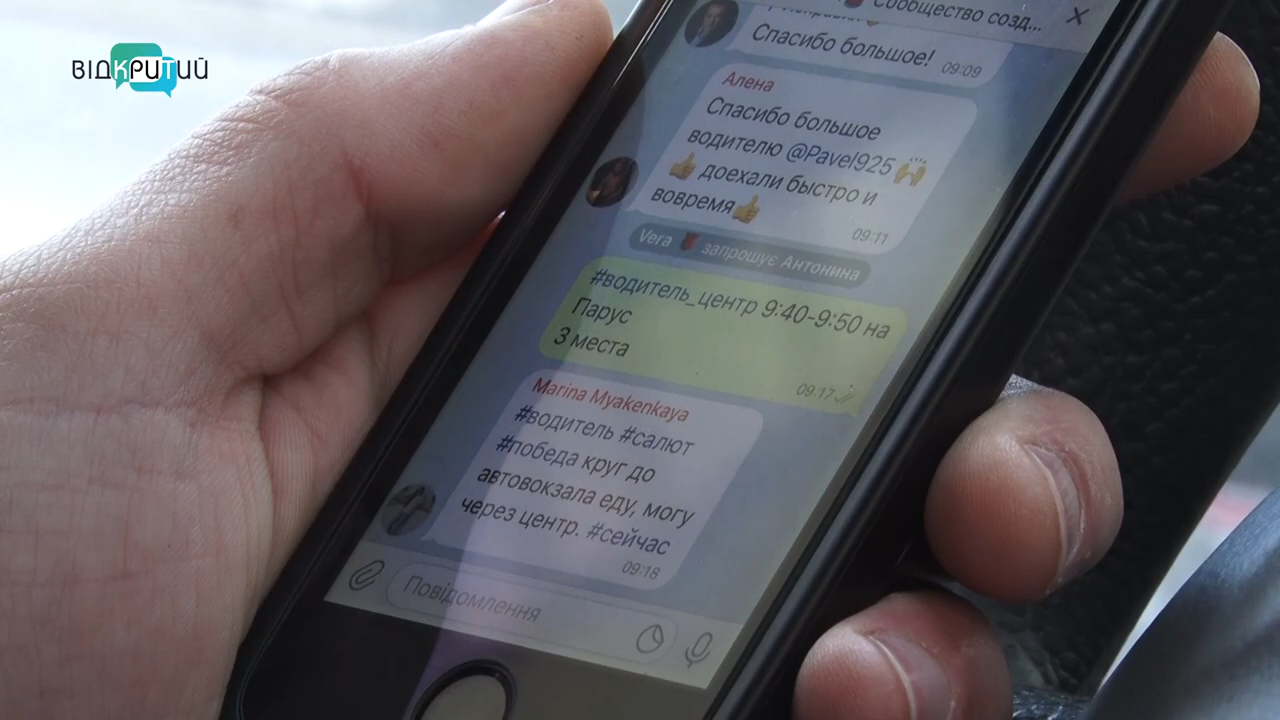 ВІДКРИТИЙ
Сообщество созд...
Спасибо большое! 09:09
Алена
Спасибо большое
водителю @Pavel925 🙌
👍 доехали быстро и
вовремя👍
09:11
Vera 🌹 запрошує Антонина
#водитель_центр 9:40-9:50 на
Парус
3 места
09:17
Marina Myakenkaya
#водитель #салют
#победа круг до
автовокзала еду, могу
через центр. #сейчас
09:18
Повідомлення